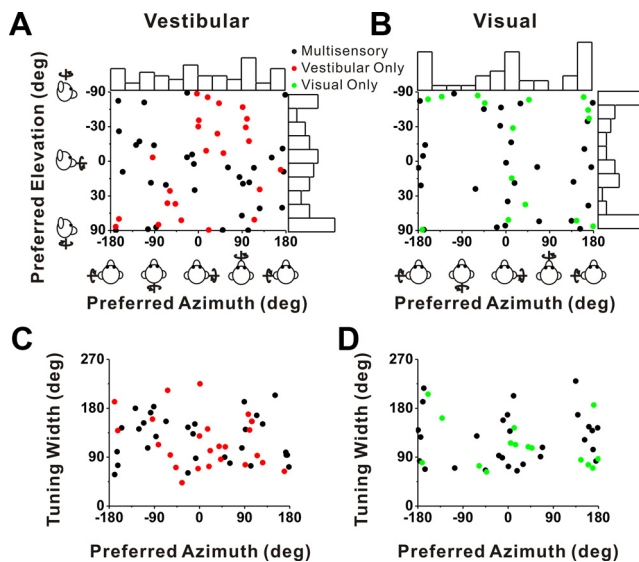 A
Vestibular
B
Visual
Multisensory
Vestibular Only
Visual Only
Preferred Elevation (deg)
-90
-30
0
30
90
-180 -90 0 90 180
Preferred Azimuth (deg)
-90
-30
0
30
90
-180 -90 0 90 180
Preferred Azimuth (deg)
C
D
Tuning Width (deg)
270
180
90
0
-180 -90 0 90 180
Preferred Azimuth (deg)
Tuning Width (deg)
270
180
90
0
-180 -90 0 90 180
Preferred Azimuth (deg)